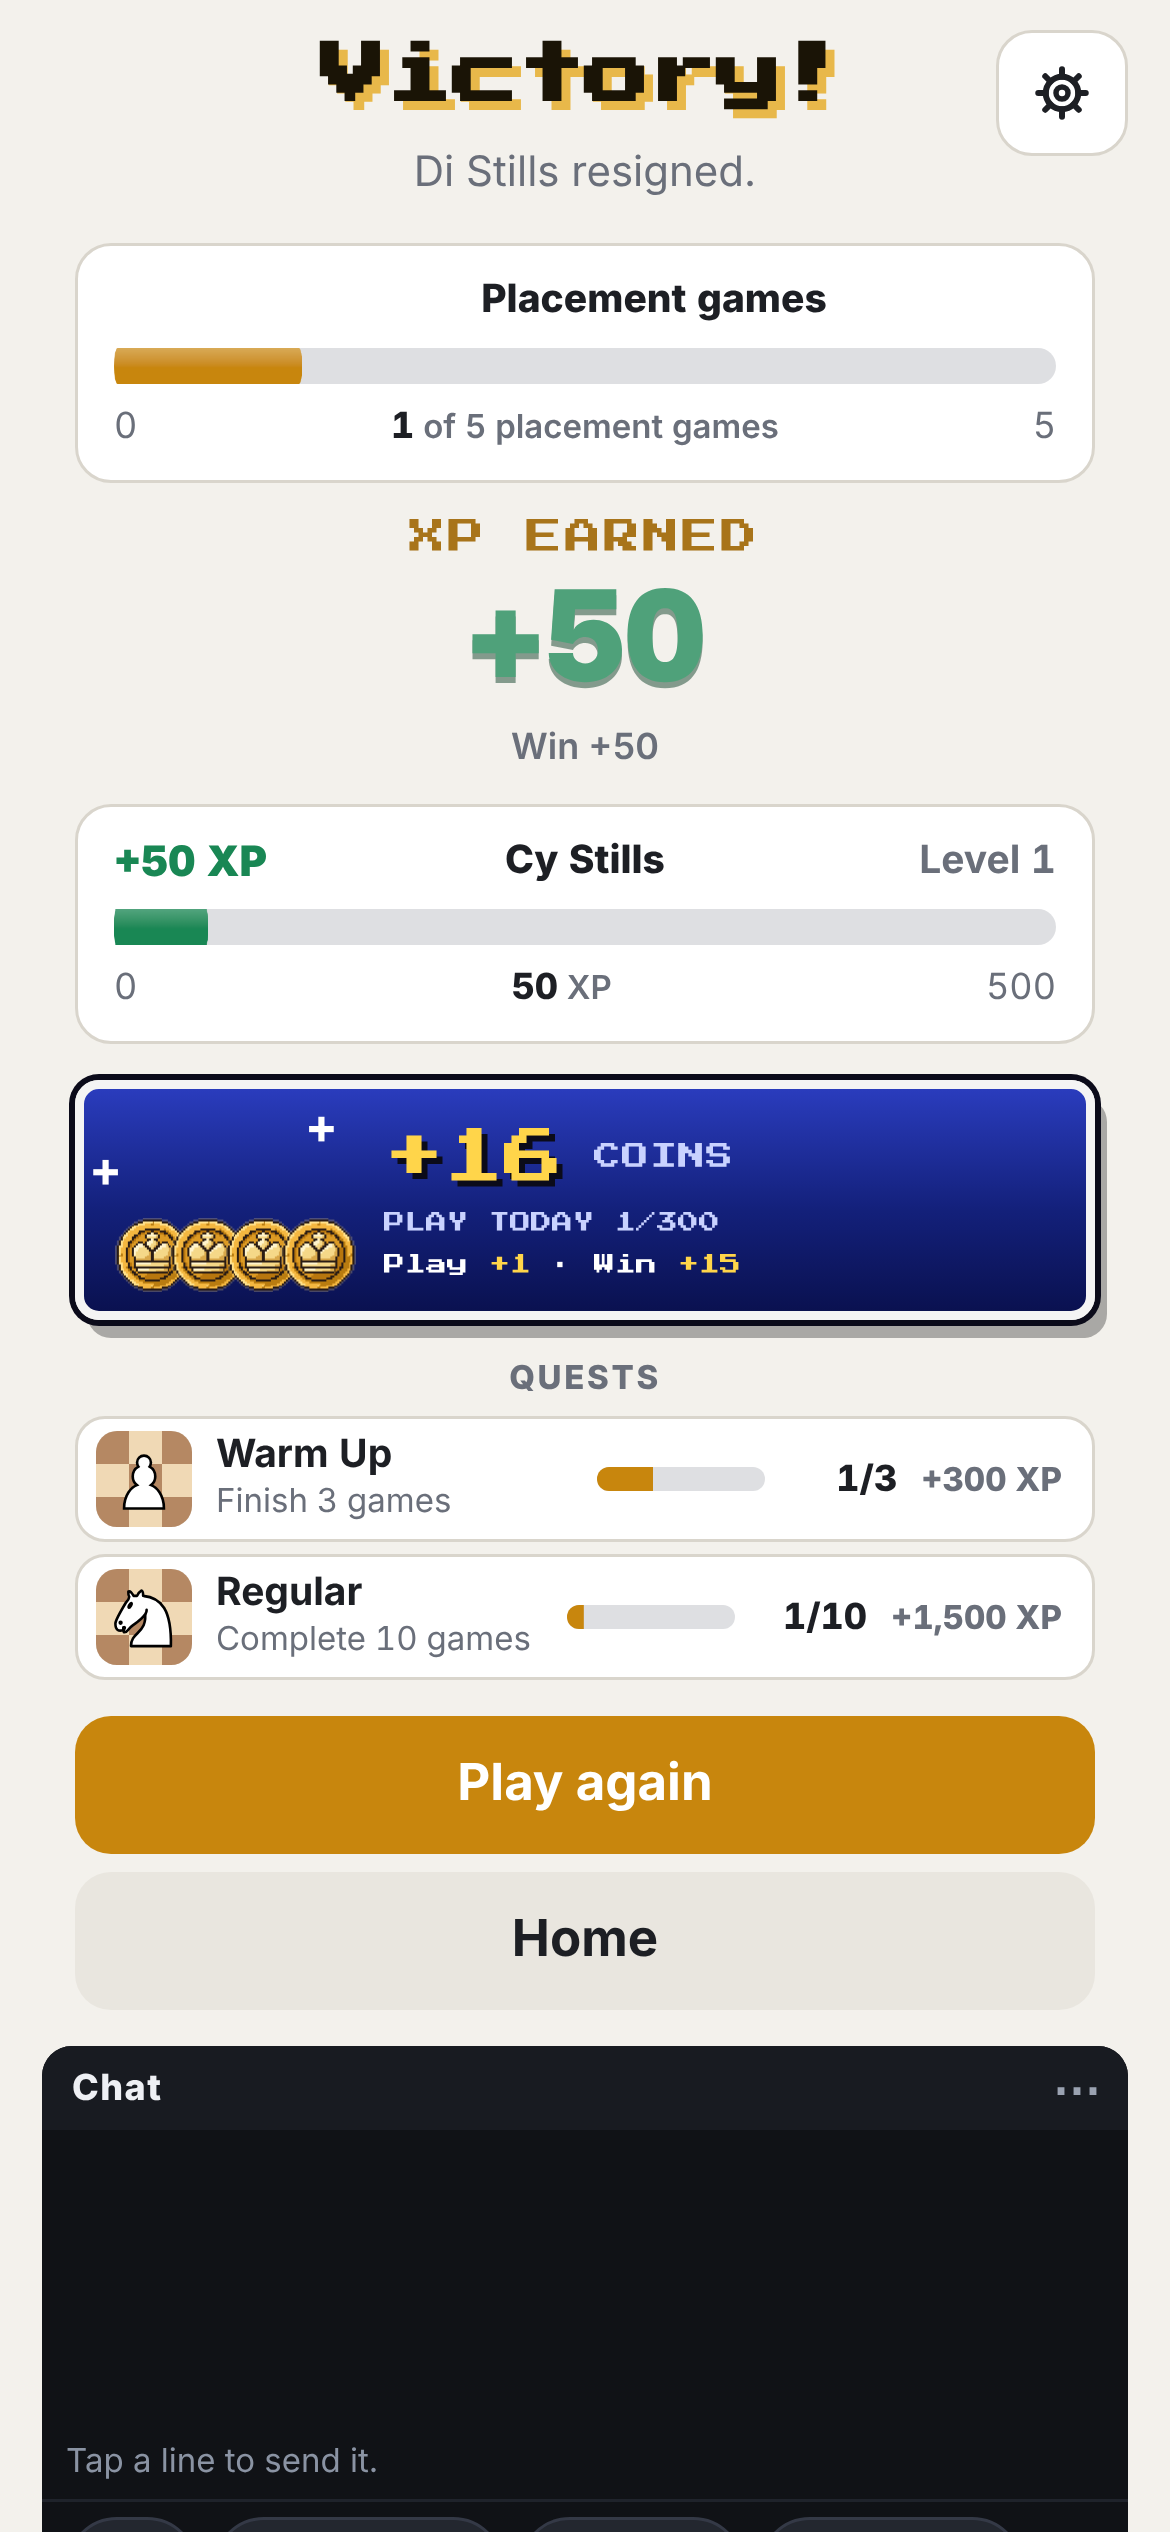 Victory!
Di Stills resigned.
Placement games
0 1 of 5 placement games 5
XP EARNED
+50
Win +50
+50 XP Cy Stills Level 1
0 50 XP 500
+16 COINS
PLAY TODAY 1/300
Play +1 · Win +15
QUESTS
Warm Up
Finish 3 games
1/3 +300 XP
Regular
Complete 10 games
1/10 +1,500 XP
Play again
Home
Chat ...
Tap a line to send it.